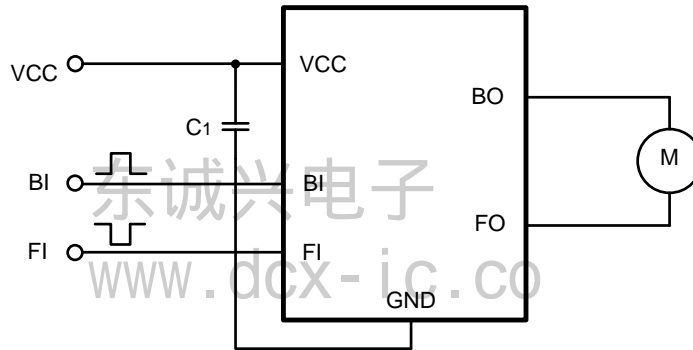 VCC
VCC
BO
C1
M
BI
BI
东诚兴电子
FO
FI
FI
www.dcx-ic.co
GND